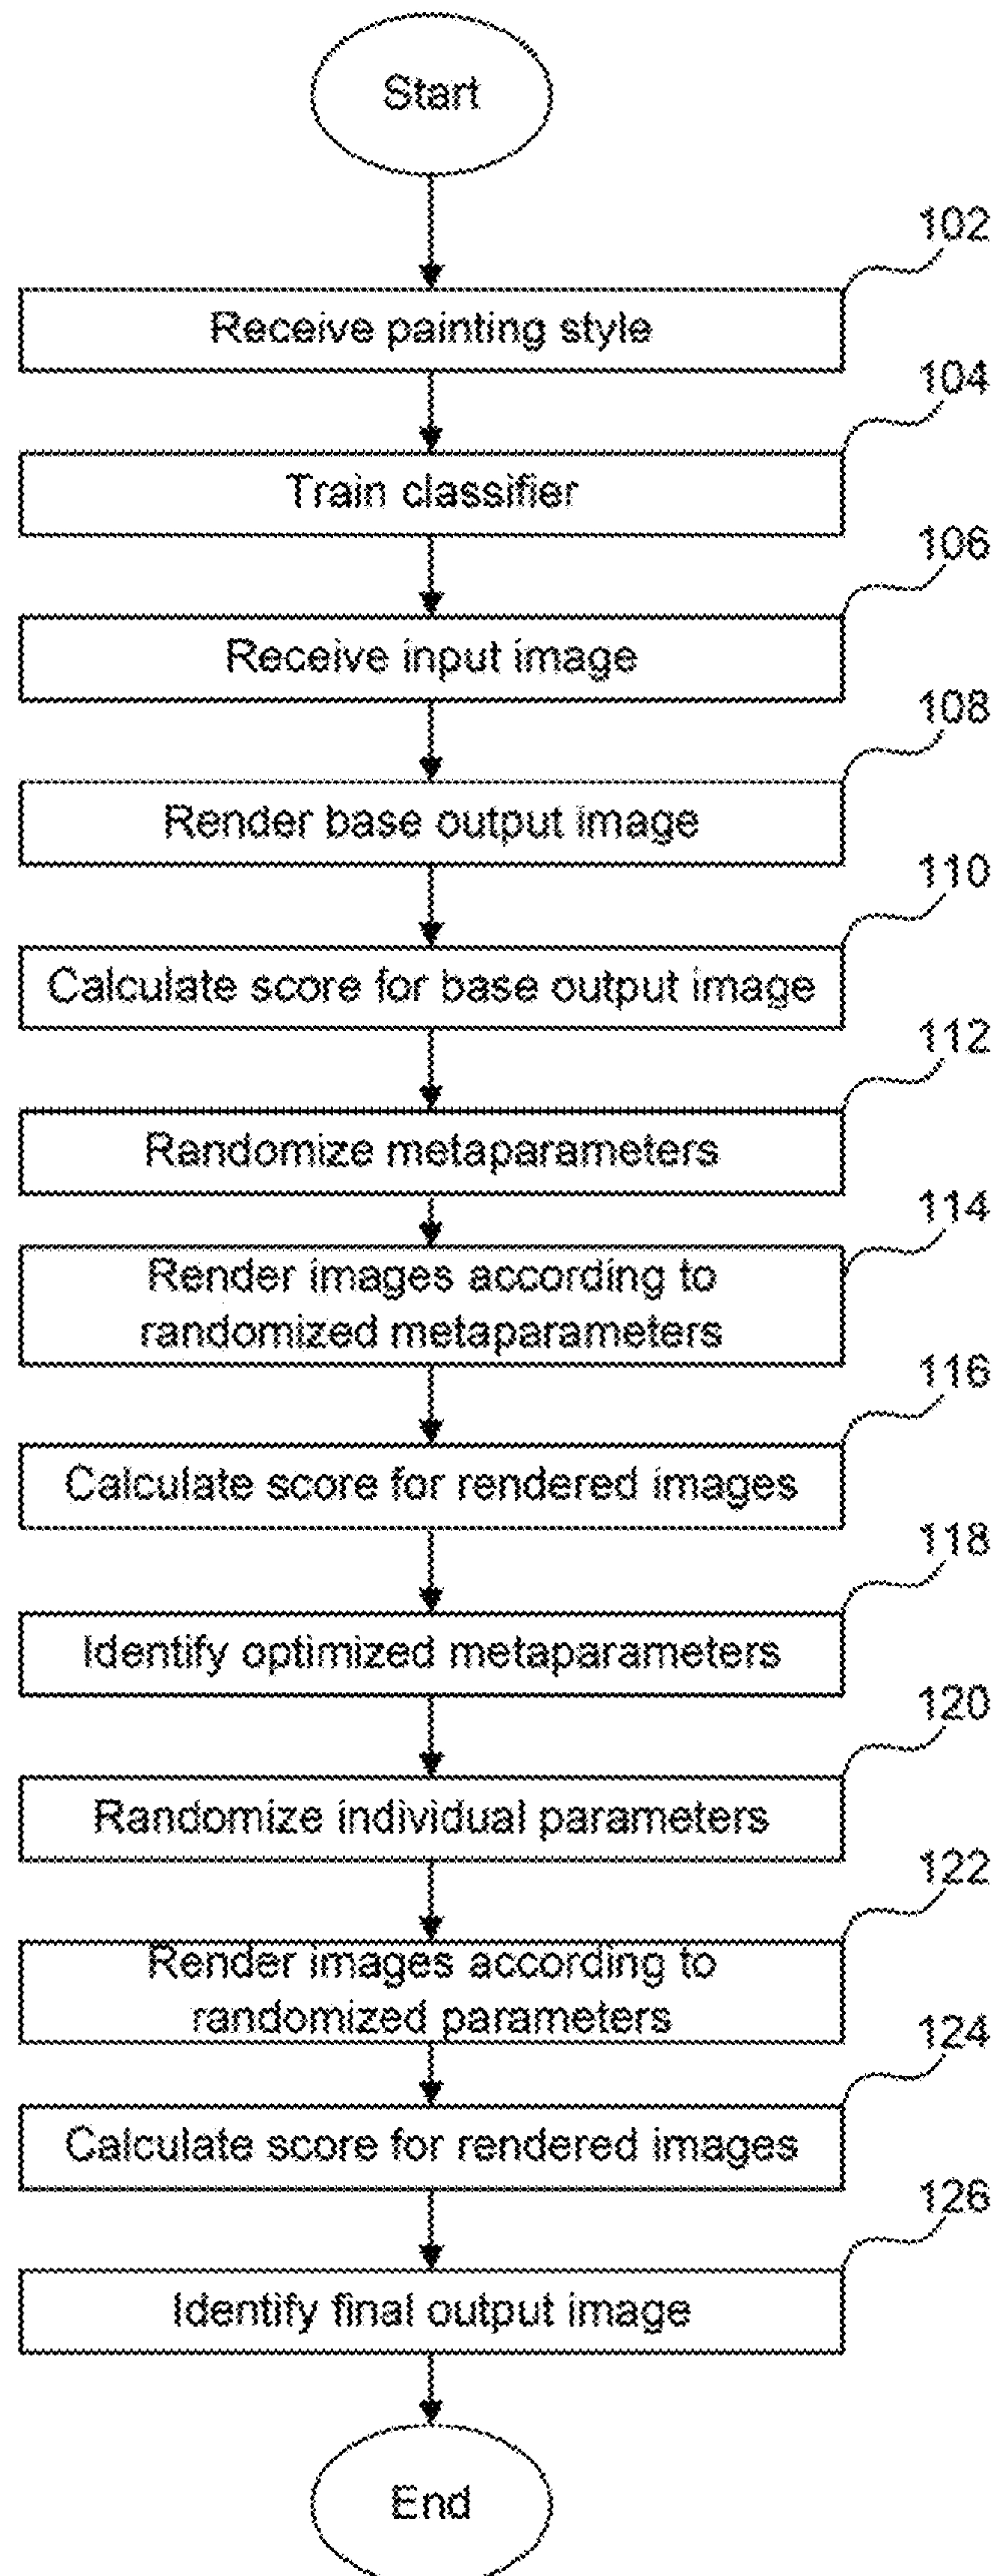 Start
102
Receive painting style
104
Train classifier
106
Receive input image
108
Render base output image
110
Calculate score for base output image
112
Randomize metaparameters
114
Render images according to
randomized metaparameters
116
Calculate score for rendered images
118
Identify optimized metaparameters
120
Randomize individual parameters
122
Render images according to
randomized parameters
124
Calculate score for rendered images
126
Identify final output image
End